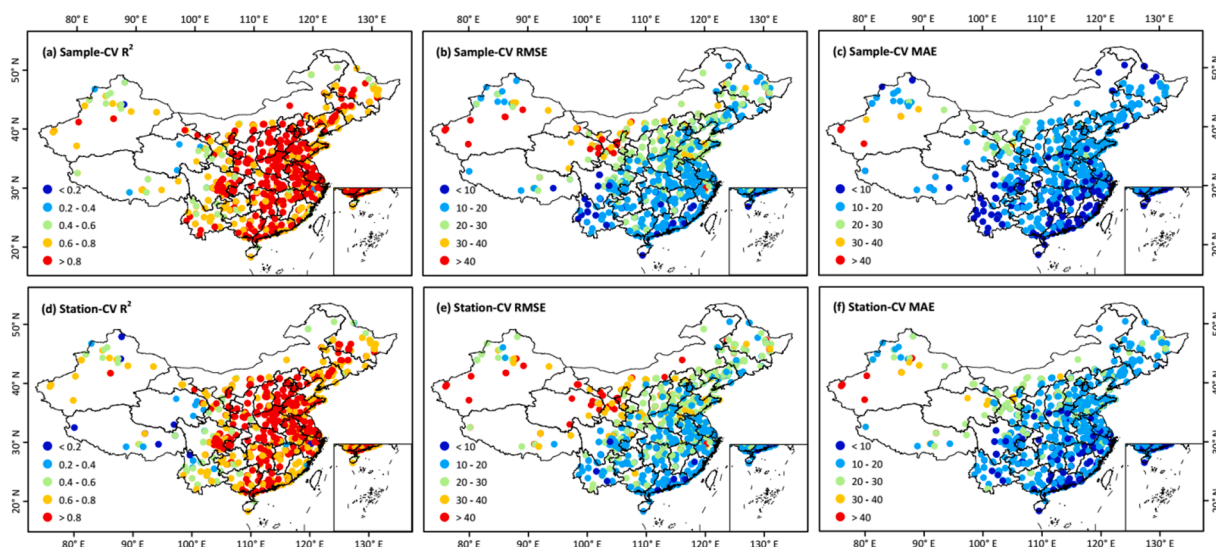 80° E 90° E 100° E 110° E 120° E 130° E 80° E 90° E 100° E 110° E 120° E 130° E 80° E 90° E 100° E 110° E 120° E 130° E
(a) Sample-CV R²
(b) Sample-CV RMSE
(c) Sample-CV MAE
50° N
40° N
30° N
20° N
50° N
40° N
30° N
20° N
< 0.2
0.2 - 0.4
0.4 - 0.6
0.6 - 0.8
> 0.8
< 10
10 - 20
20 - 30
30 - 40
> 40
< 10
10 - 20
20 - 30
30 - 40
> 40
(d) Station-CV R²
(e) Station-CV RMSE
(f) Station-CV MAE
50° N
40° N
30° N
20° N
50° N
40° N
30° N
20° N
< 0.2
0.2 - 0.4
0.4 - 0.6
0.6 - 0.8
> 0.8
< 10
10 - 20
20 - 30
30 - 40
> 40
< 10
10 - 20
20 - 30
30 - 40
> 40
80° E 90° E 100° E 110° E 120° E 130° E 80° E 90° E 100° E 110° E 120° E 130° E 80° E 90° E 100° E 110° E 120° E 130° E